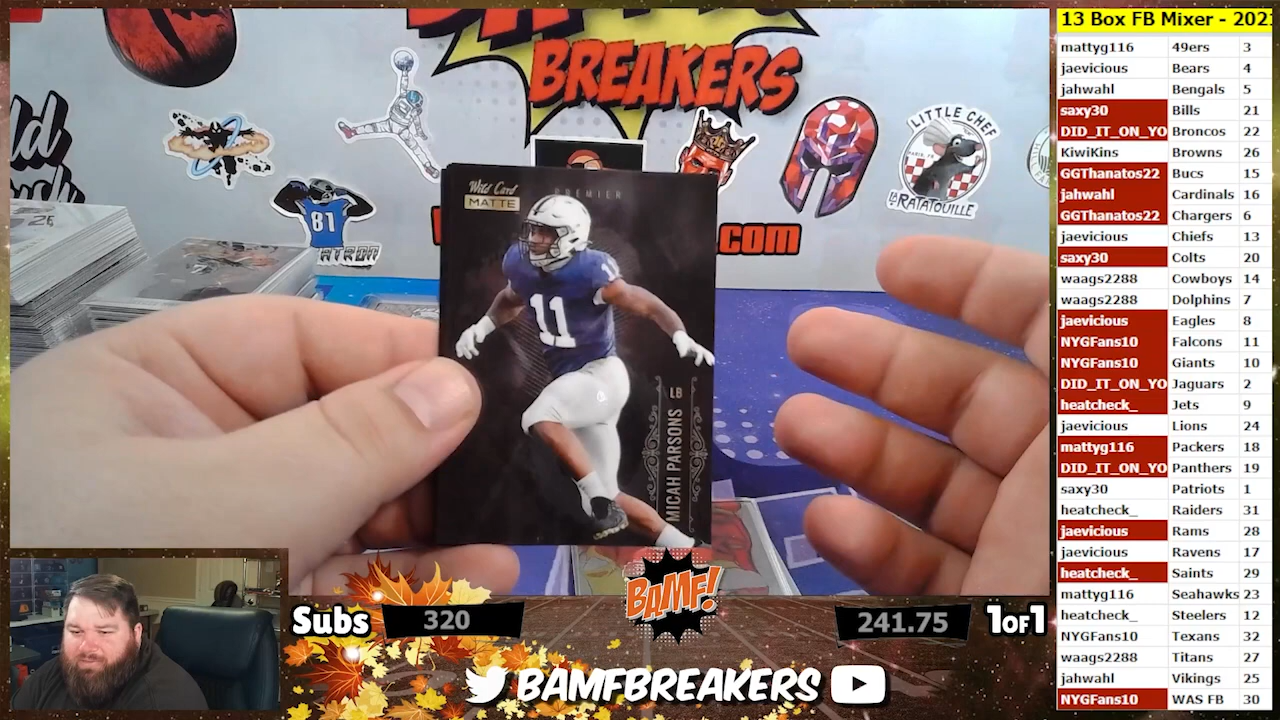 BREAKERS
LITTLE CHEF
PARIS, FR
LA RATATOUILLE
81
.COM
Wild Card
MATTE
PREMIER
11
LB
MICAH PARSONS
BAMF!
Subs 320
241.75 1of1
BAMFBREAKERS
13 Box FB Mixer - 202
mattyg116 49ers 3
jaevicious Bears 4
jahwahl Bengals 5
saxy30 Bills 21
DID_IT_ON_YO Broncos 22
KiwiKins Browns 26
GGThanatos22 Bucs 15
jahwahl Cardinals 16
GGThanatos22 Chargers 6
jaevicious Chiefs 13
saxy30 Colts 20
waags2288 Cowboys 14
waags2288 Dolphins 7
jaevicious Eagles 8
NYGFans10 Falcons 11
NYGFans10 Giants 10
DID_IT_ON_YO Jaguars 2
heatcheck_ Jets 9
jaevicious Lions 24
mattyg116 Packers 18
DID_IT_ON_YO Panthers 19
saxy30 Patriots 1
heatcheck_ Raiders 31
jaevicious Rams 28
jaevicious Ravens 17
heatcheck_ Saints 29
mattyg116 Seahawks 23
heatcheck_ Steelers 12
NYGFans10 Texans 32
waags2288 Titans 27
jahwahl Vikings 25
NYGFans10 WAS FB 30